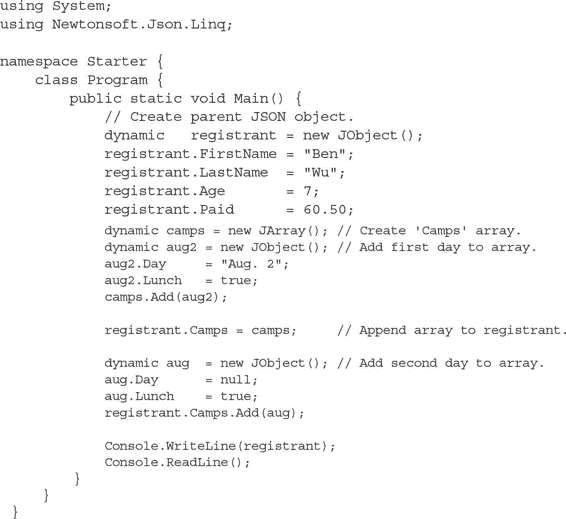 using System;
using Newtonsoft.Json.Linq;

namespace Starter {
    class Program {
        public static void Main() {
            // Create parent JSON object.
            dynamic   registrant = new JObject();
            registrant.FirstName = "Ben";
            registrant.LastName  = "Wu";
            registrant.Age       = 7;
            registrant.Paid      = 60.50;
            dynamic camps = new JArray(); // Create 'Camps' array.
            dynamic aug2 = new JObject(); // Add first day to array.
            aug2.Day     = "Aug. 2";
            aug2.Lunch   = true;
            camps.Add(aug2);

            registrant.Camps = camps;     // Append array to registrant.

            dynamic aug  = new JObject(); // Add second day to array.
            aug.Day      = null;
            aug.Lunch    = true;
            registrant.Camps.Add(aug);

            Console.WriteLine(registrant);
            Console.ReadLine();
        }
    }
}